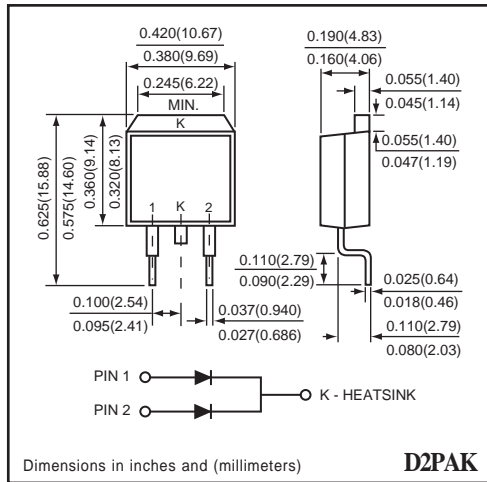 0.420(10.67)
0.380(9.69)
0.245(6.22)
MIN.
K
0.625(15.88)
0.575(14.60)
0.360(9.14)
0.320(8.13)
1 K 2
0.100(2.54)
0.095(2.41)
0.037(0.940)
0.027(0.686)
0.190(4.83)
0.160(4.06)
0.055(1.40)
0.045(1.14)
0.055(1.40)
0.047(1.19)
0.110(2.79)
0.090(2.29)
0.025(0.64)
0.018(0.46)
0.110(2.79)
0.080(2.03)
PIN 1
PIN 2
K - HEATSINK
Dimensions in inches and (millimeters)
D2PAK